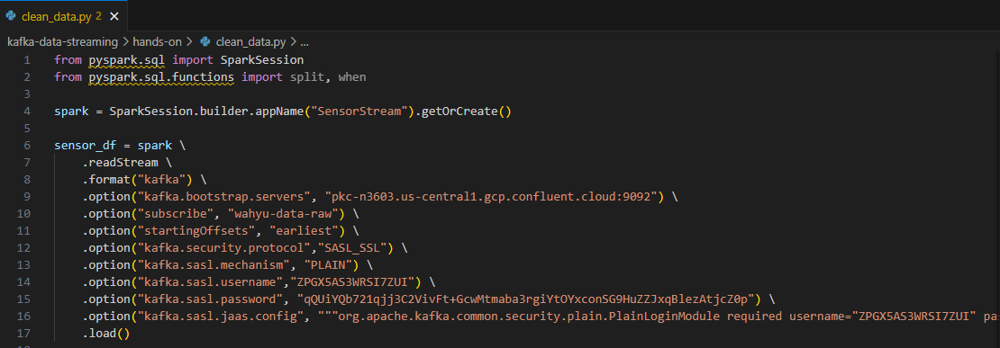 clean_data.py 2 ×
kafka-data-streaming > hands-on > clean_data.py > ...
1 from pyspark.sql import SparkSession
2 from pyspark.sql.functions import split, when
3
4 spark = SparkSession.builder.appName("SensorStream").getOrCreate()
5
6 sensor_df = spark \
7 .readStream \
8 .format("kafka") \
9 .option("kafka.bootstrap.servers", "pkc-n3603.us-central1.gcp.confluent.cloud:9092") \
10 .option("subscribe", "wahyu-data-raw") \
11 .option("startingOffsets", "earliest") \
12 .option("kafka.security.protocol","SASL_SSL") \
13 .option("kafka.sasl.mechanism", "PLAIN") \
14 .option("kafka.sasl.username","ZPGX5AS3WRSI7ZUI") \
15 .option("kafka.sasl.password", "qQUiYQb721qjj3C2VivFt+GcwMtmaba3rgiYtOYxconSG9HuZZJxqBlezAtjcZ0p") \
16 .option("kafka.sasl.jaas.config", """org.apache.kafka.common.security.plain.PlainLoginModule required username="ZPGX5AS3WRSI7ZUI" pa
17 .load()